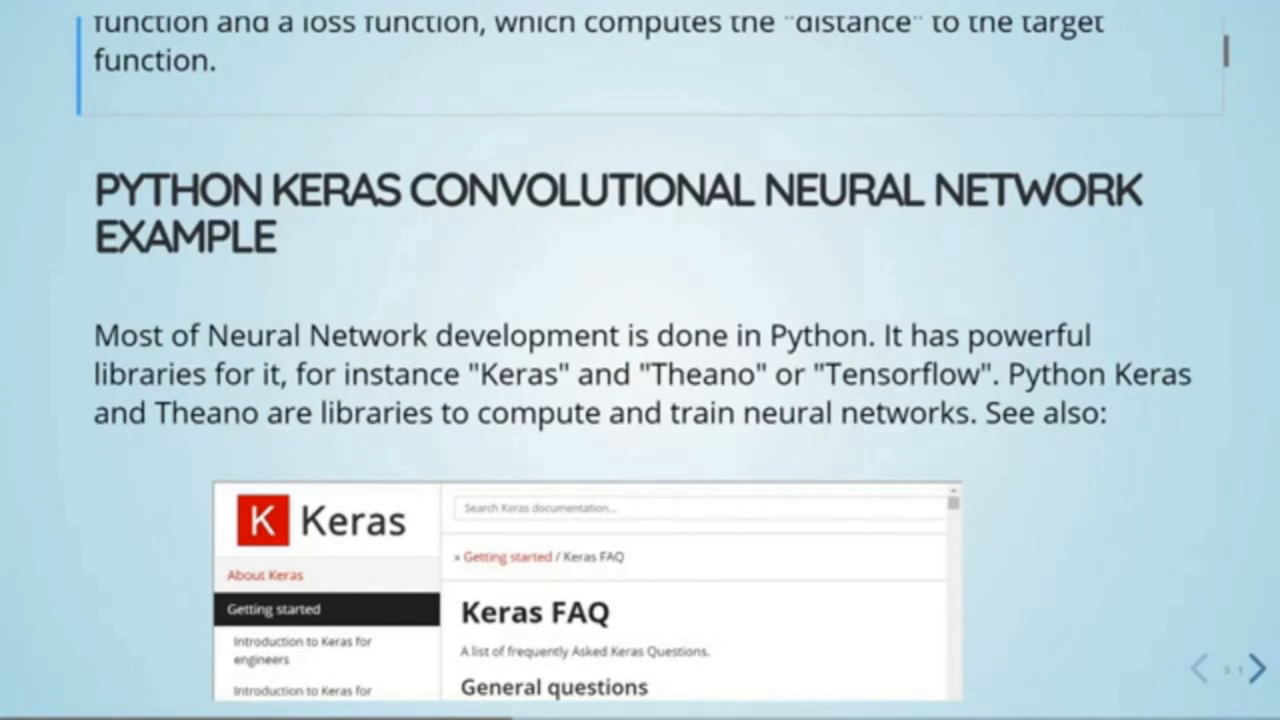 function and a loss function, which computes the "distance" to the target
function.
PYTHON KERAS CONVOLUTIONAL NEURAL NETWORK
EXAMPLE
Most of Neural Network development is done in Python. It has powerful
libraries for it, for instance "Keras" and "Theano" or "Tensorflow". Python Keras
and Theano are libraries to compute and train neural networks. See also:
K Keras
Search Keras documentation...
About Keras
» Getting started / Keras FAQ
Getting started
Keras FAQ
Introduction to Keras for
engineers
A list of frequently Asked Keras Questions.
Introduction to Keras for
General questions
3.1